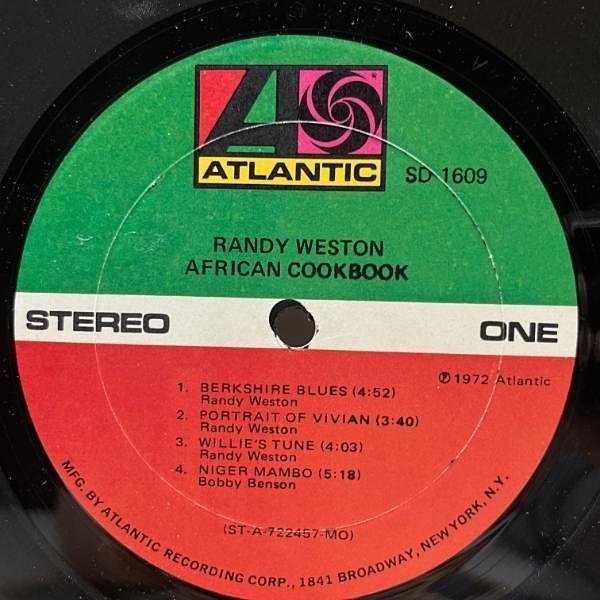 ATLANTIC
SD 1609
RANDY WESTON
AFRICAN COOKBOOK
STEREO
ONE
℗ 1972 Atlantic
1. BERKSHIRE BLUES (4:52)
Randy Weston
2. PORTRAIT OF VIVIAN (3:40)
Randy Weston
3. WILLIE'S TUNE (4:03)
Randy Weston
4. NIGER MAMBO (5:18)
Bobby Benson
(ST-A-722457-MO)
MFG. BY ATLANTIC RECORDING CORP., 1841 BROADWAY, NEW YORK, N.Y.